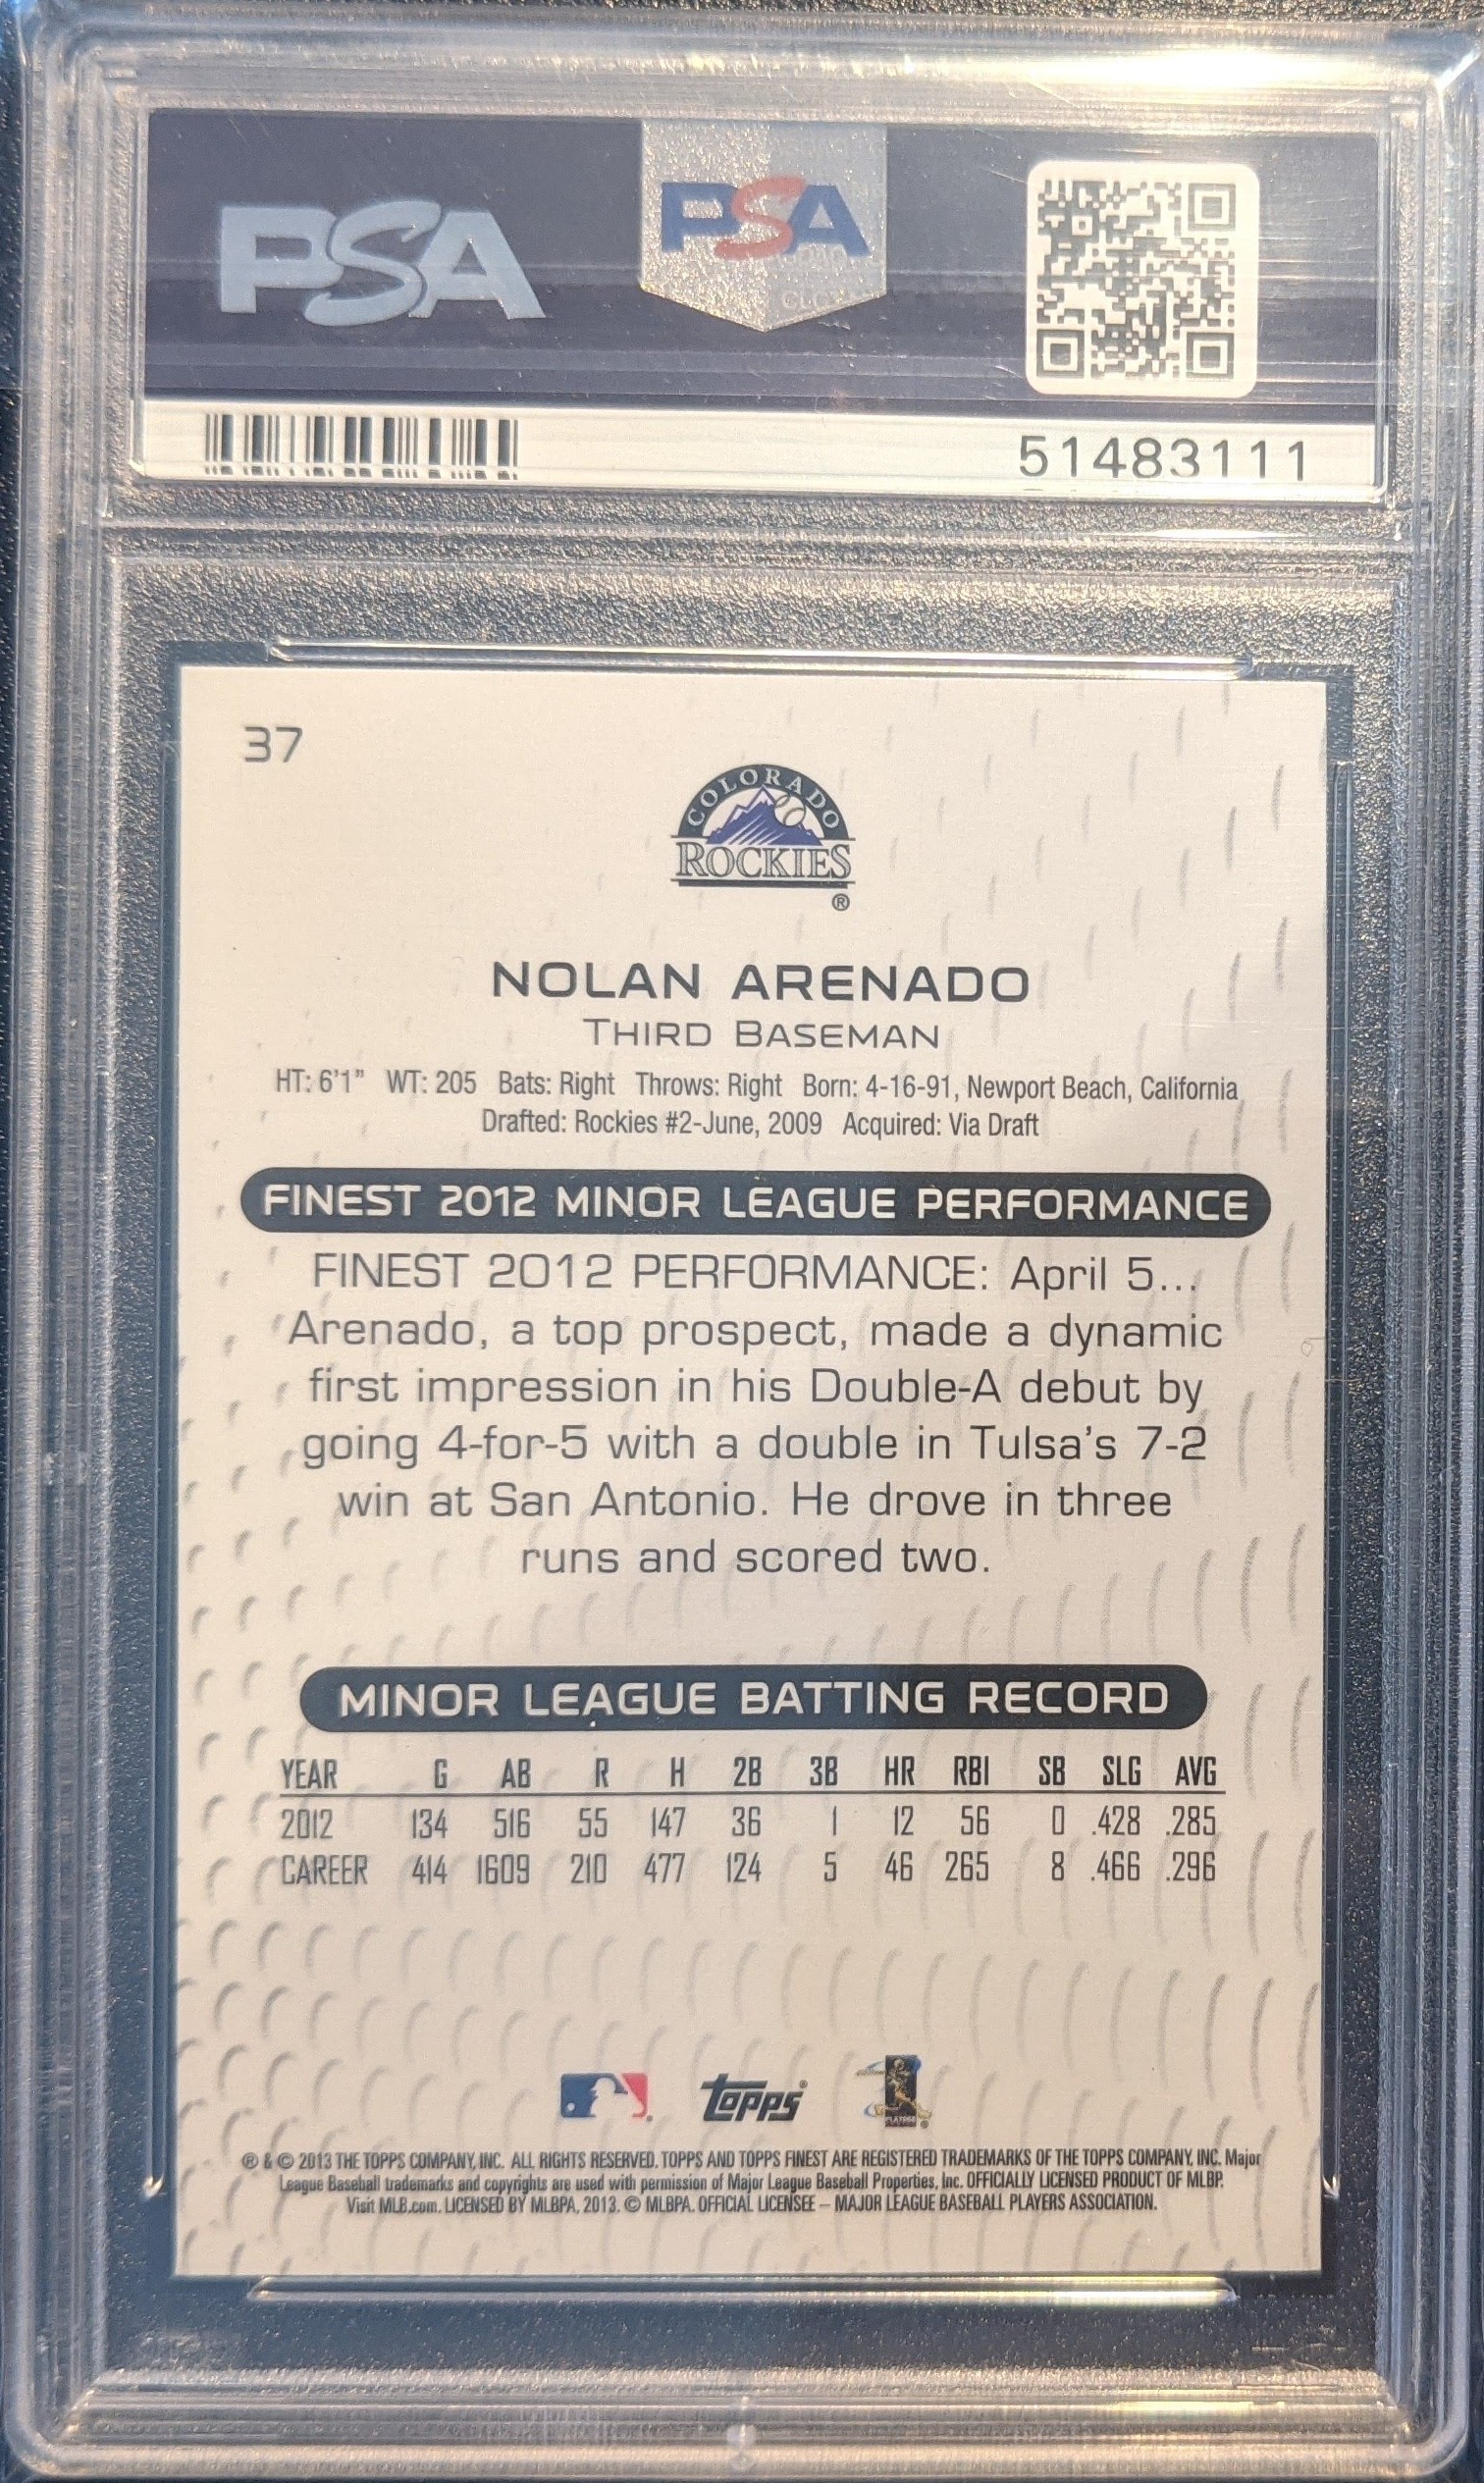 PSA
PSA
51483111
37
COLORADO
ROCKIES
®
NOLAN ARENADO
THIRD BASEMAN
HT: 6'1" WT: 205 Bats: Right Throws: Right Born: 4-16-91, Newport Beach, California
Drafted: Rockies #2-June, 2009 Acquired: Via Draft
FINEST 2012 MINOR LEAGUE PERFORMANCE
FINEST 2012 PERFORMANCE: April 5...
Arenado, a top prospect, made a dynamic
first impression in his Double-A debut by
going 4-for-5 with a double in Tulsa's 7-2
win at San Antonio. He drove in three
runs and scored two.
MINOR LEAGUE BATTING RECORD
YEAR G AB R H 2B 3B HR RBI SB SLG AVG
2012 134 516 55 147 36 1 12 56 0 .428 .285
CAREER 414 1609 210 477 124 5 46 265 8 .466 .296
topps
® & © 2013 THE TOPPS COMPANY, INC. ALL RIGHTS RESERVED. TOPPS AND TOPPS FINEST ARE REGISTERED TRADEMARKS OF THE TOPPS COMPANY, INC. Major
League Baseball trademarks and copyrights are used with permission of Major League Baseball Properties, Inc. OFFICIALLY LICENSED PRODUCT OF MLBP.
Visit MLB.com. LICENSED BY MLBPA, 2013. © MLBPA. OFFICIAL LICENSEE – MAJOR LEAGUE BASEBALL PLAYERS ASSOCIATION.